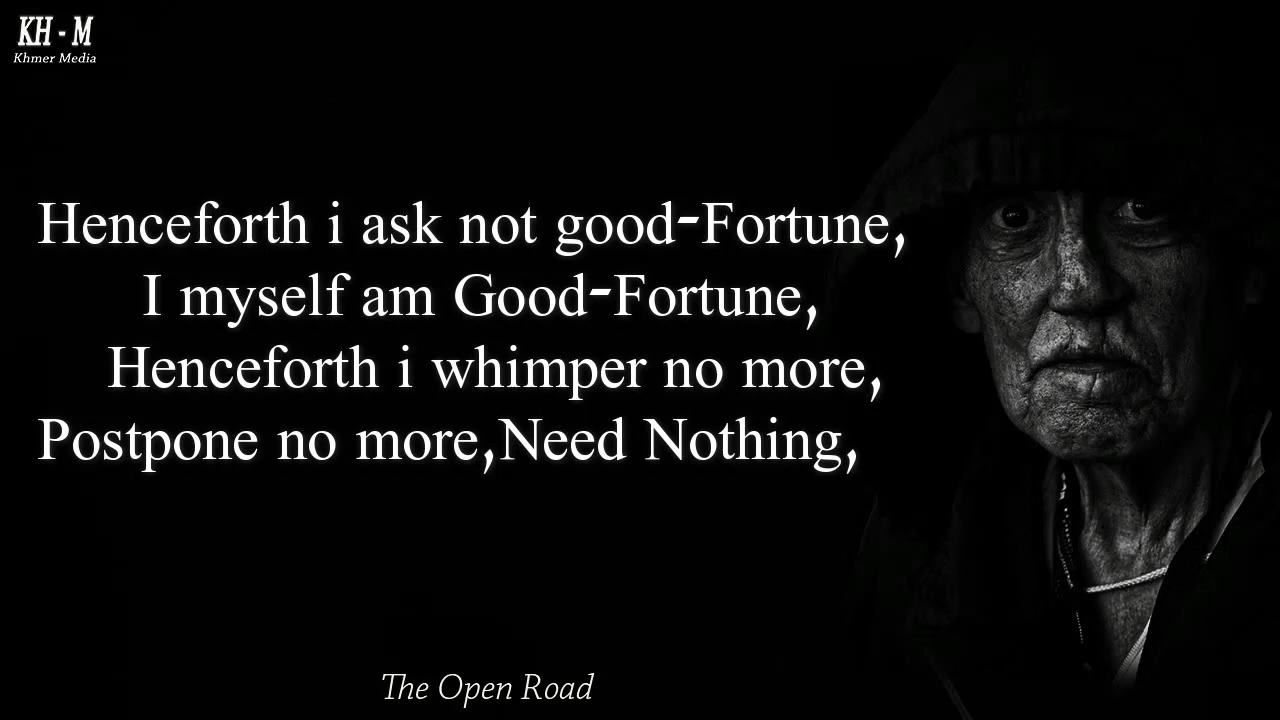 KH - M
Khmer Media
Henceforth i ask not good-Fortune,
I myself am Good-Fortune,
Henceforth i whimper no more,
Postpone no more,Need Nothing,
The Open Road